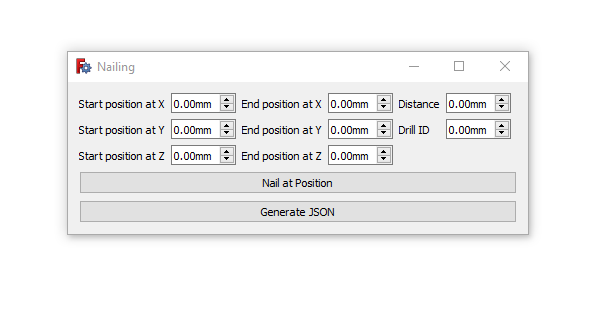 Nailing
Start position at X 0.00mm End position at X 0.00mm Distance 0.00mm
Start position at Y 0.00mm End position at Y 0.00mm Drill ID 0.00mm
Start position at Z 0.00mm End position at Z 0.00mm
Nail at Position
Generate JSON